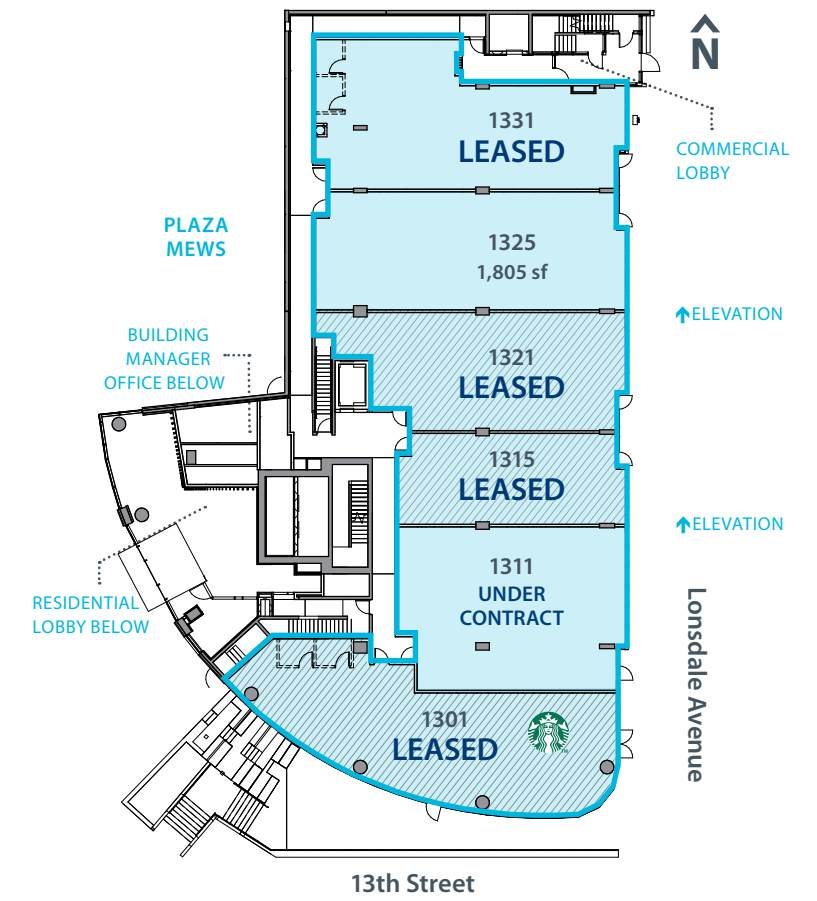 N
1331
LEASED
COMMERCIAL
LOBBY
PLAZA
MEWS
1325
1,805 sf
ELEVATION
BUILDING
MANAGER
OFFICE BELOW
1321
LEASED
1315
LEASED
ELEVATION
1311
UNDER
CONTRACT
RESIDENTIAL
LOBBY BELOW
Lonsdale Avenue
1301
LEASED
13th Street